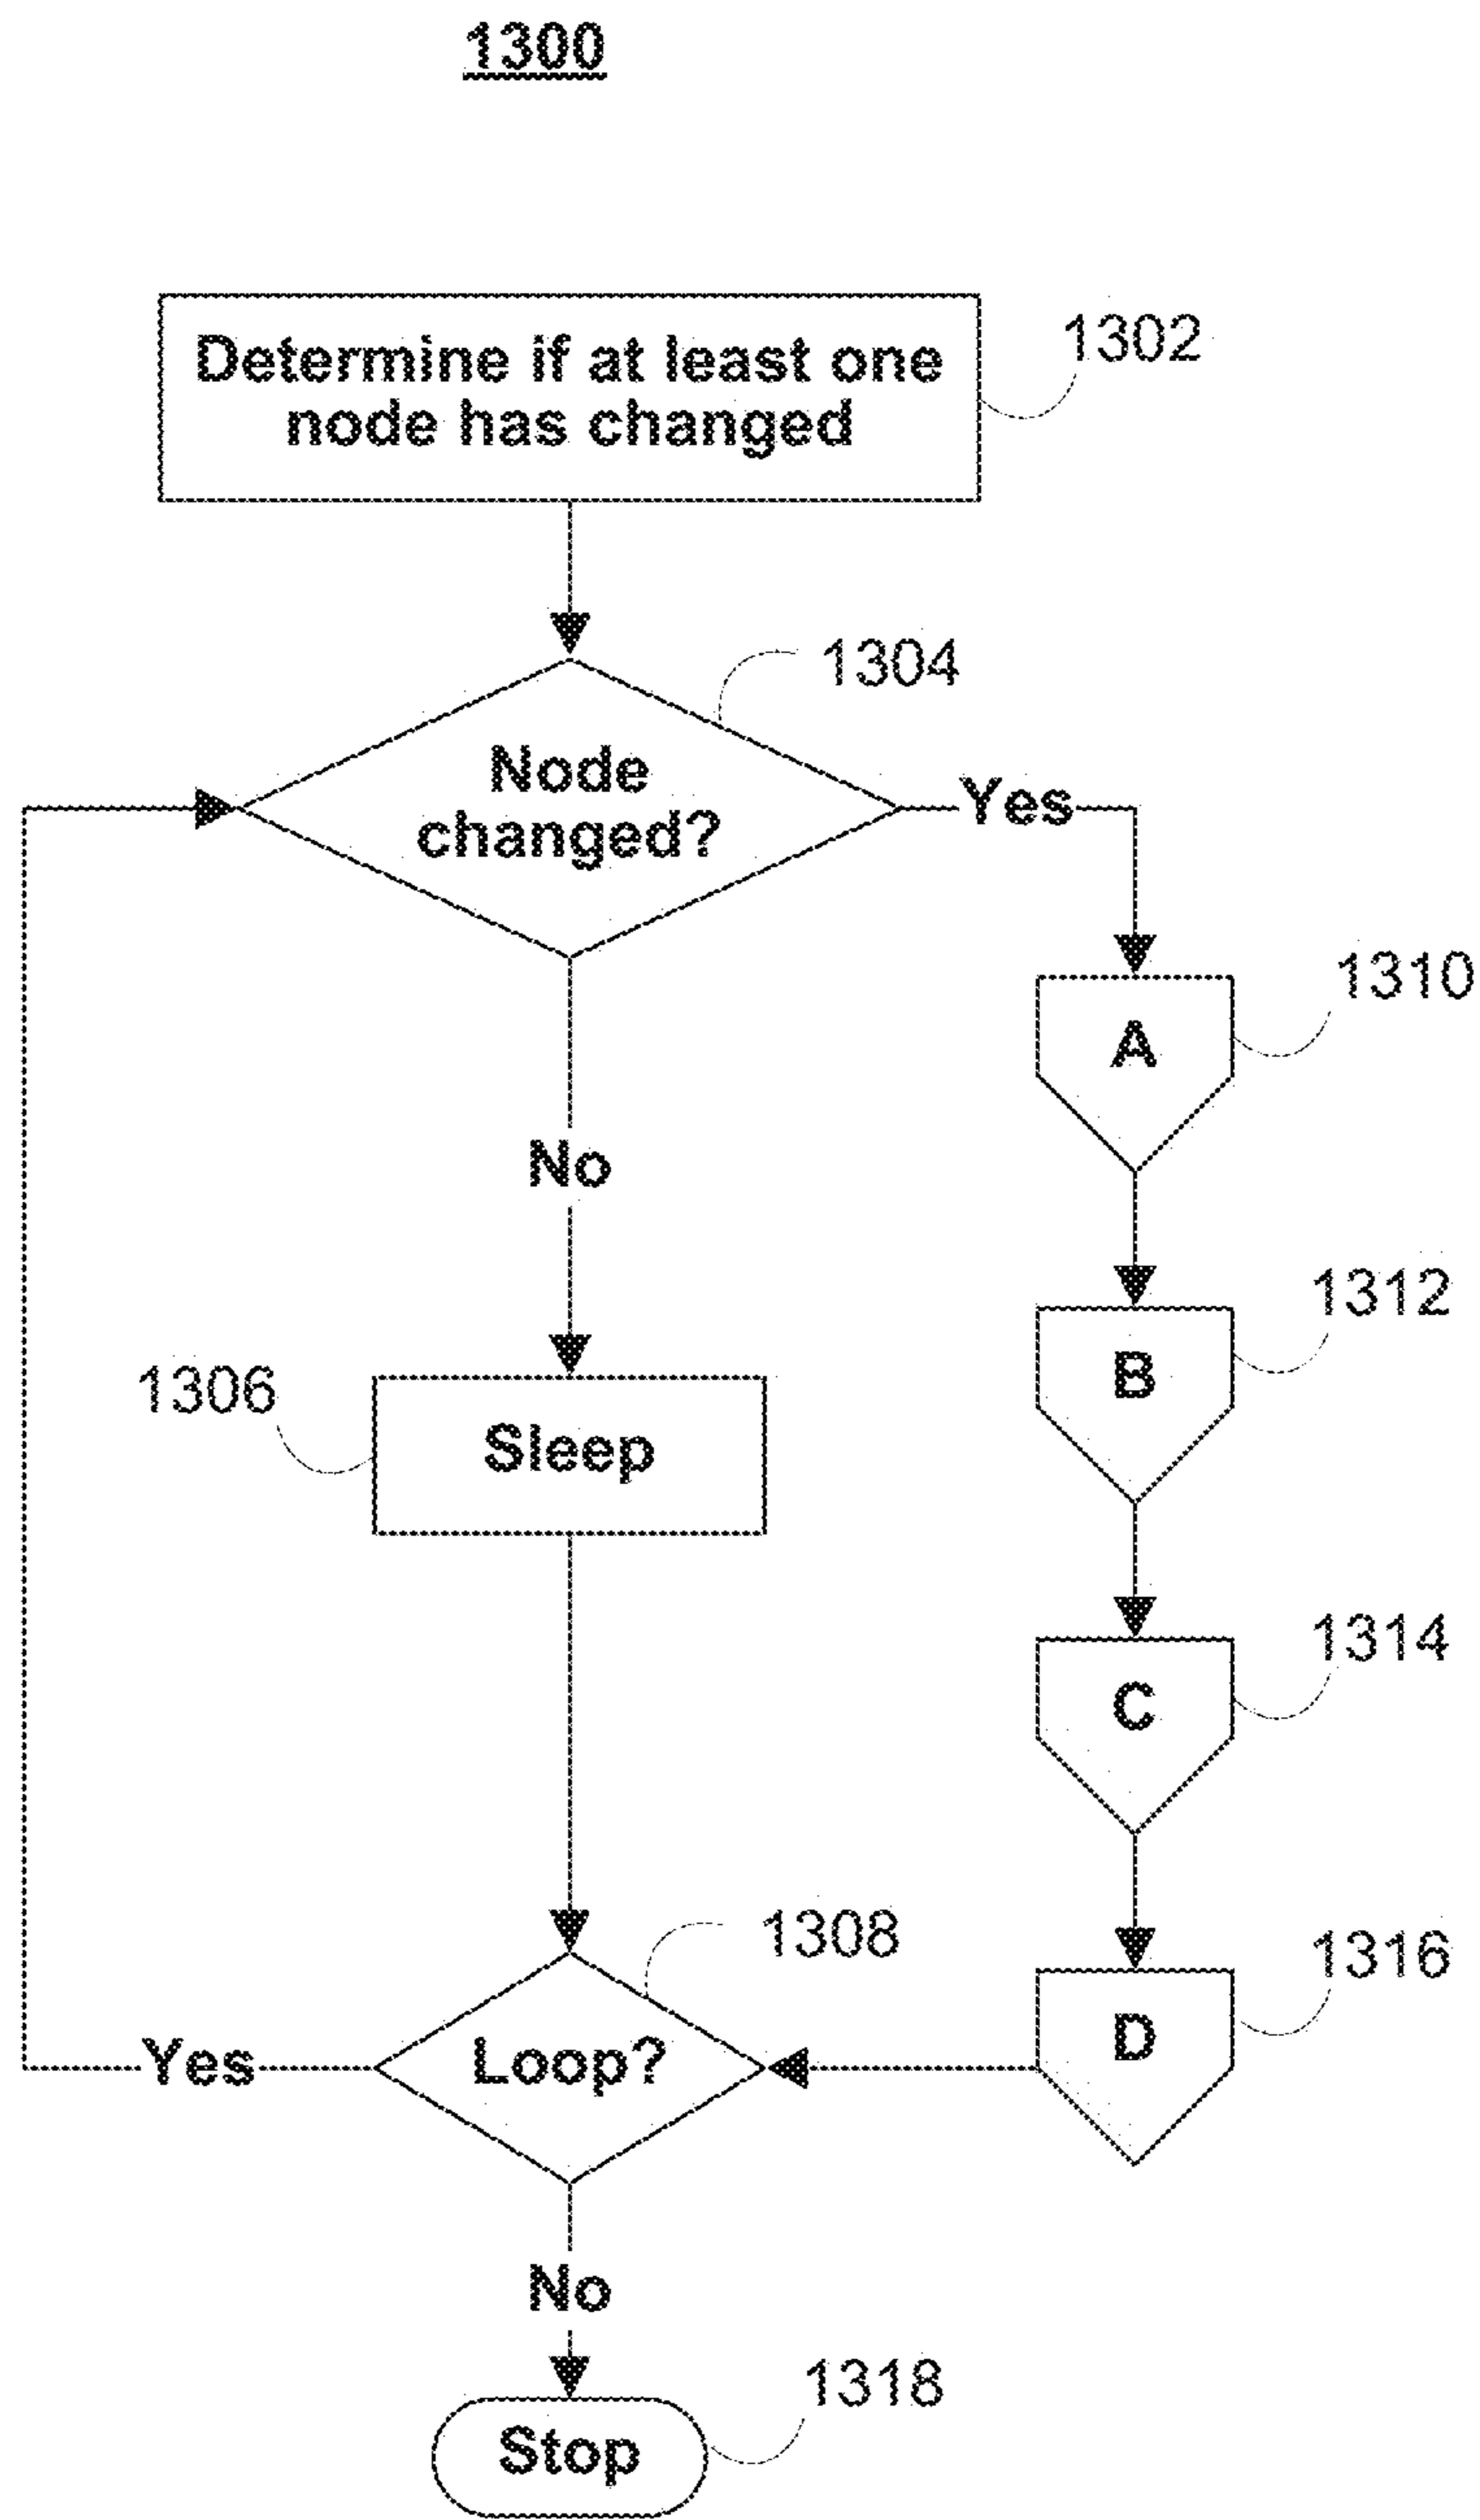 1300
Determine if at least one
node has changed
1302
1304
Node
changed?
Yes
1310
A
No
1312
B
1306
Sleep
1314
C
1308
1316
Loop?
Yes
D
No
1318
Stop